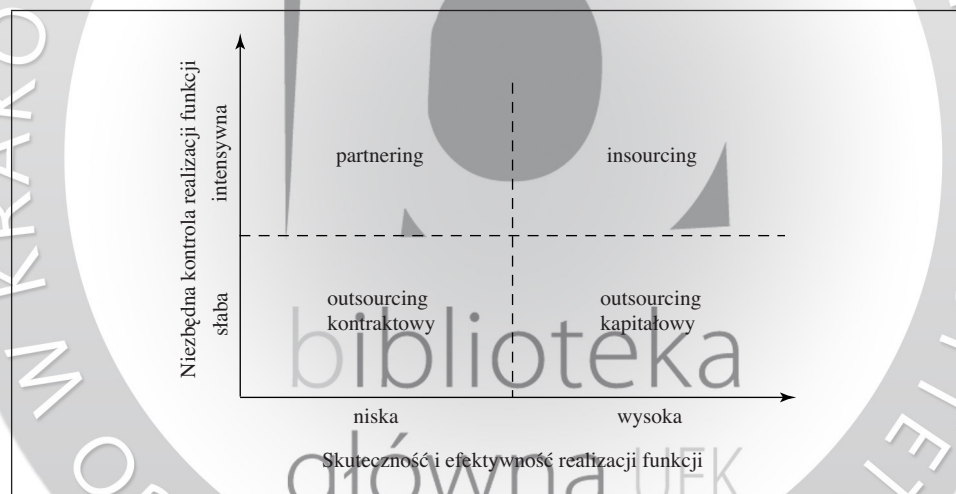 Niezbędna kontrola realizacji funkcji
intensywna
słaba
partnering
insourcing
outsourcing
kontraktowy
outsourcing
kapitałowy
niska
wysoka
Skuteczność i efektywność realizacji funkcji
biblioteka
główna UEK
W KRAKO